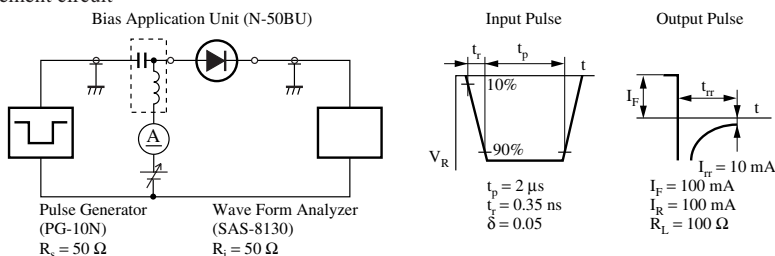 Bias Application Unit (N-50BU)
A
Pulse Generator
(PG-10N)
R_s = 50 Ω
Wave Form Analyzer
(SAS-8130)
R_i = 50 Ω
Input Pulse
t_r t_p
t
10%
90%
V_R
t_p = 2 µs
t_r = 0.35 ns
δ = 0.05
Output Pulse
I_F
t_rr
t
I_rr = 10 mA
I_F = 100 mA
I_R = 100 mA
R_L = 100 Ω